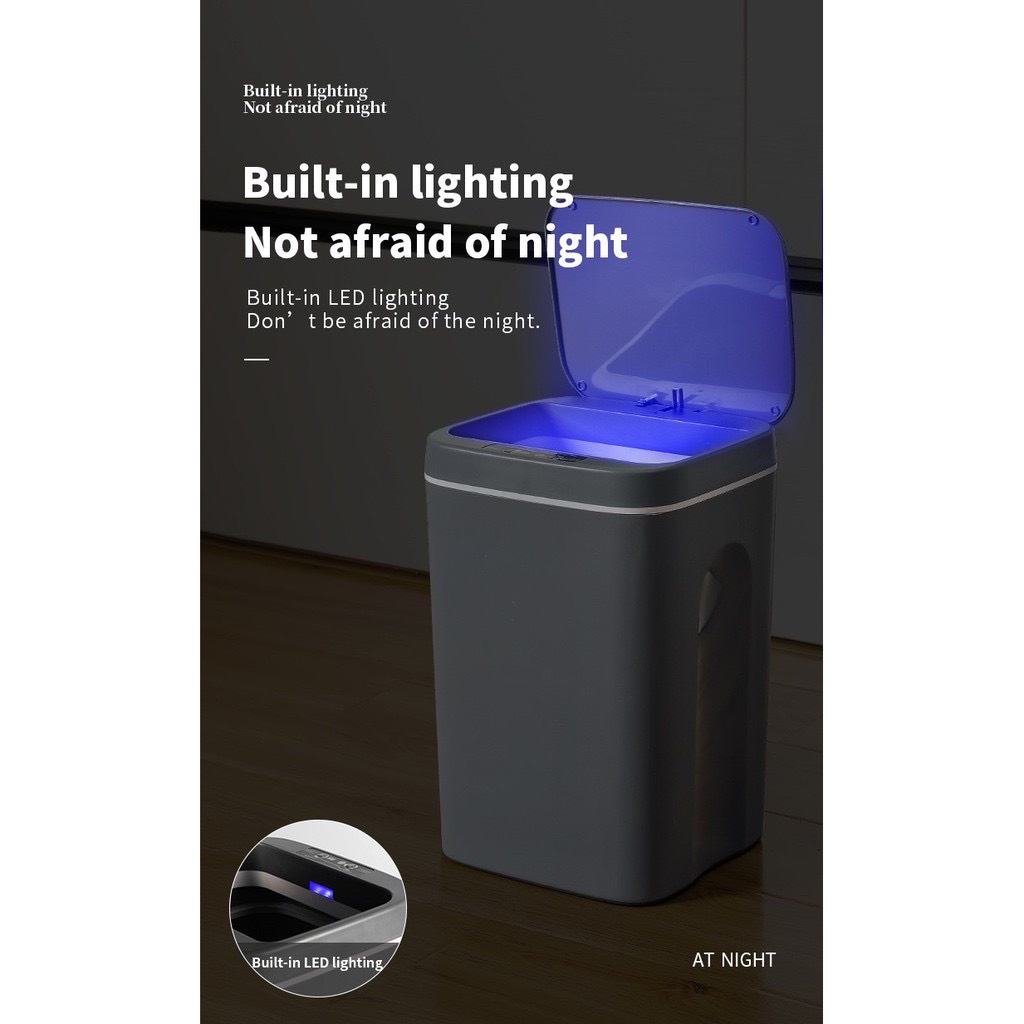 Built-in lighting
Not afraid of night
Built-in lighting
Not afraid of night
Built-in LED lighting
Don’t be afraid of the night.
Built-in LED lighting
AT NIGHT